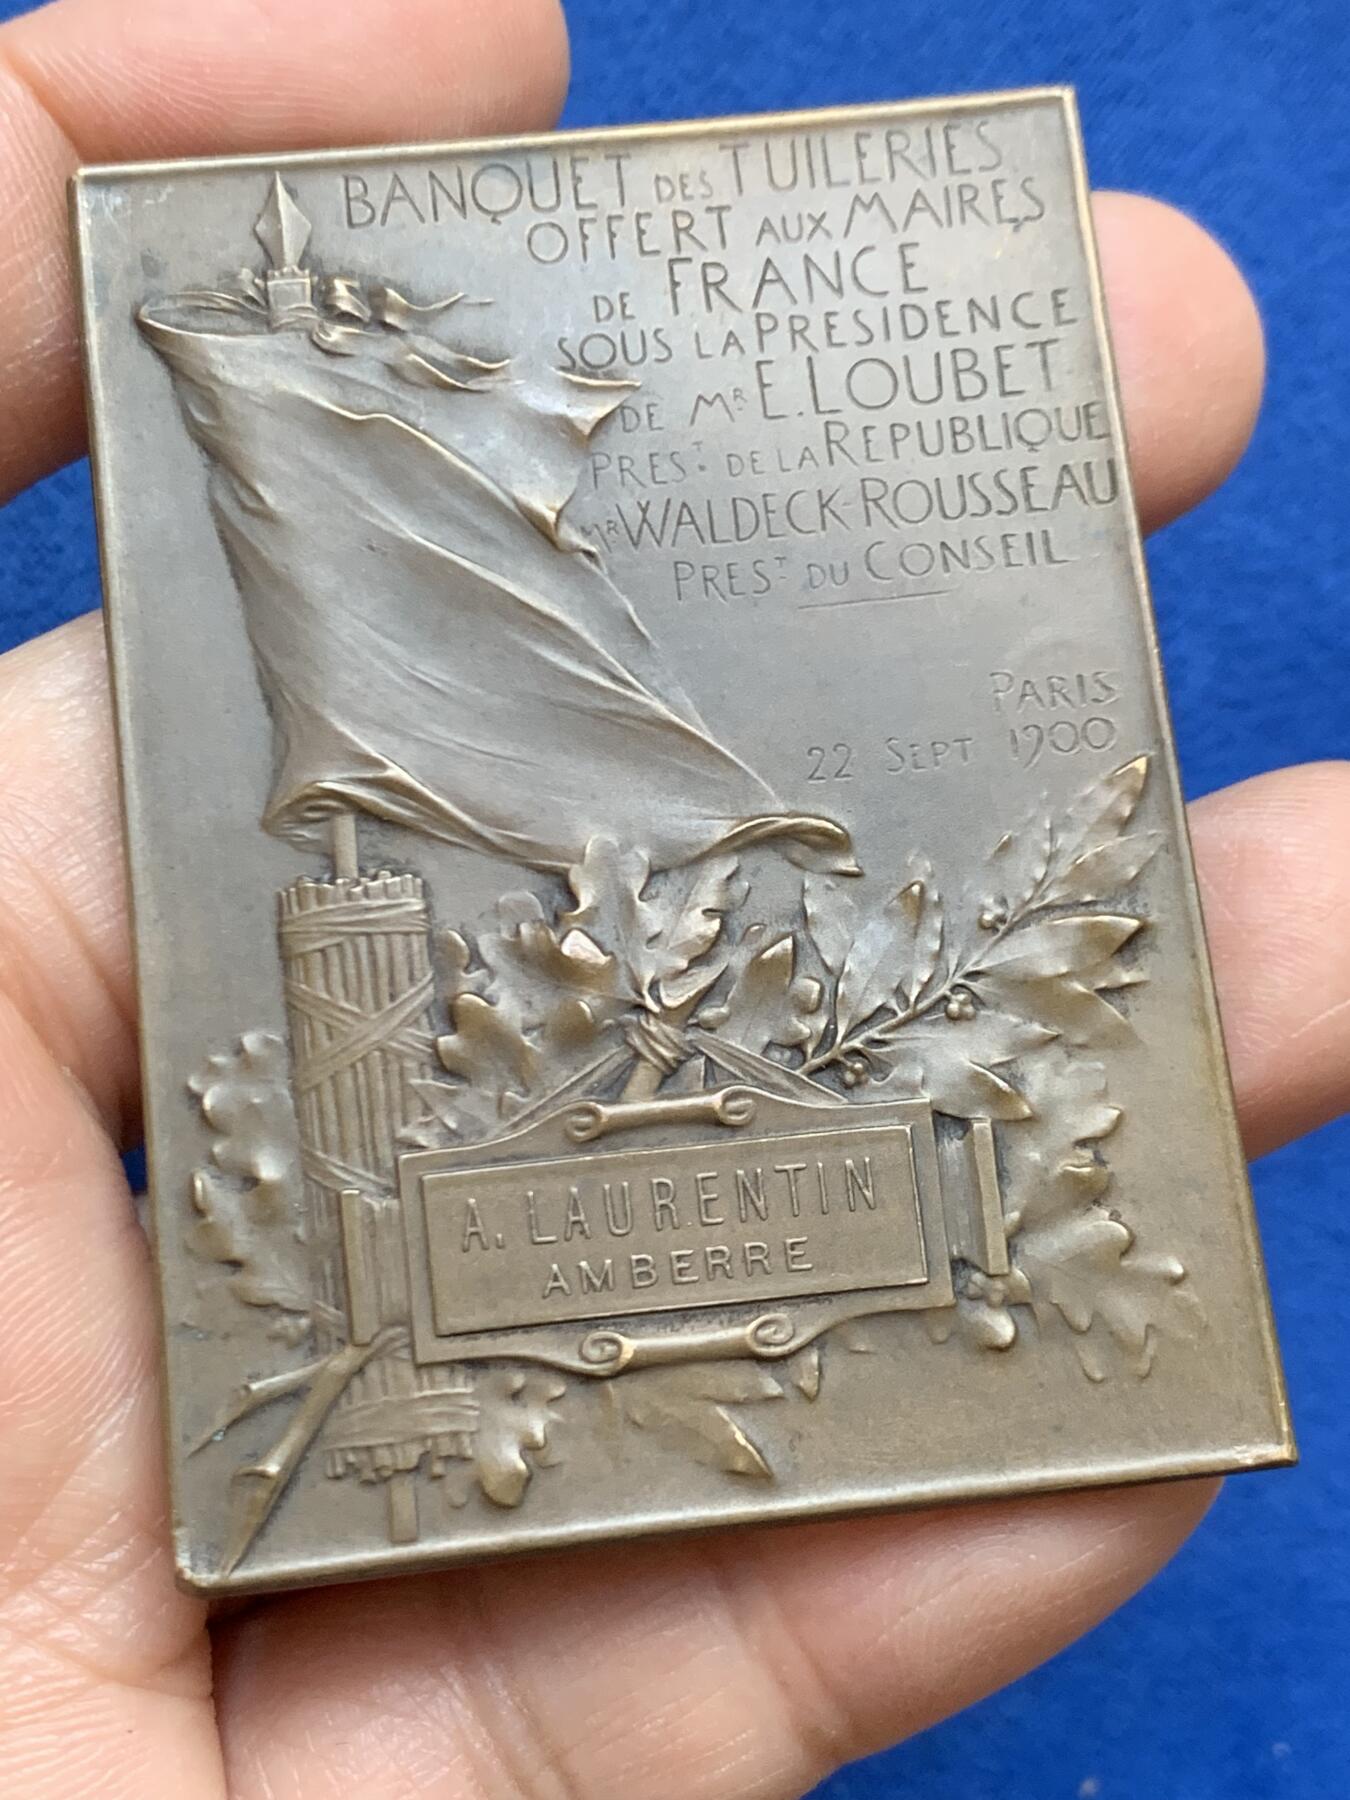 BANQUET DES TUILERIES
OFFERT AUX MAIRES
DE FRANCE
SOUS LA PRESIDENCE
DE MR. E. LOUBET
PREST. DE LA REPUBLIQUE
MR WALDECK-ROUSSEAU
PREST. DU CONSEIL
PARIS
22 SEPT 1900
A. LAURENTIN
AMBERRE